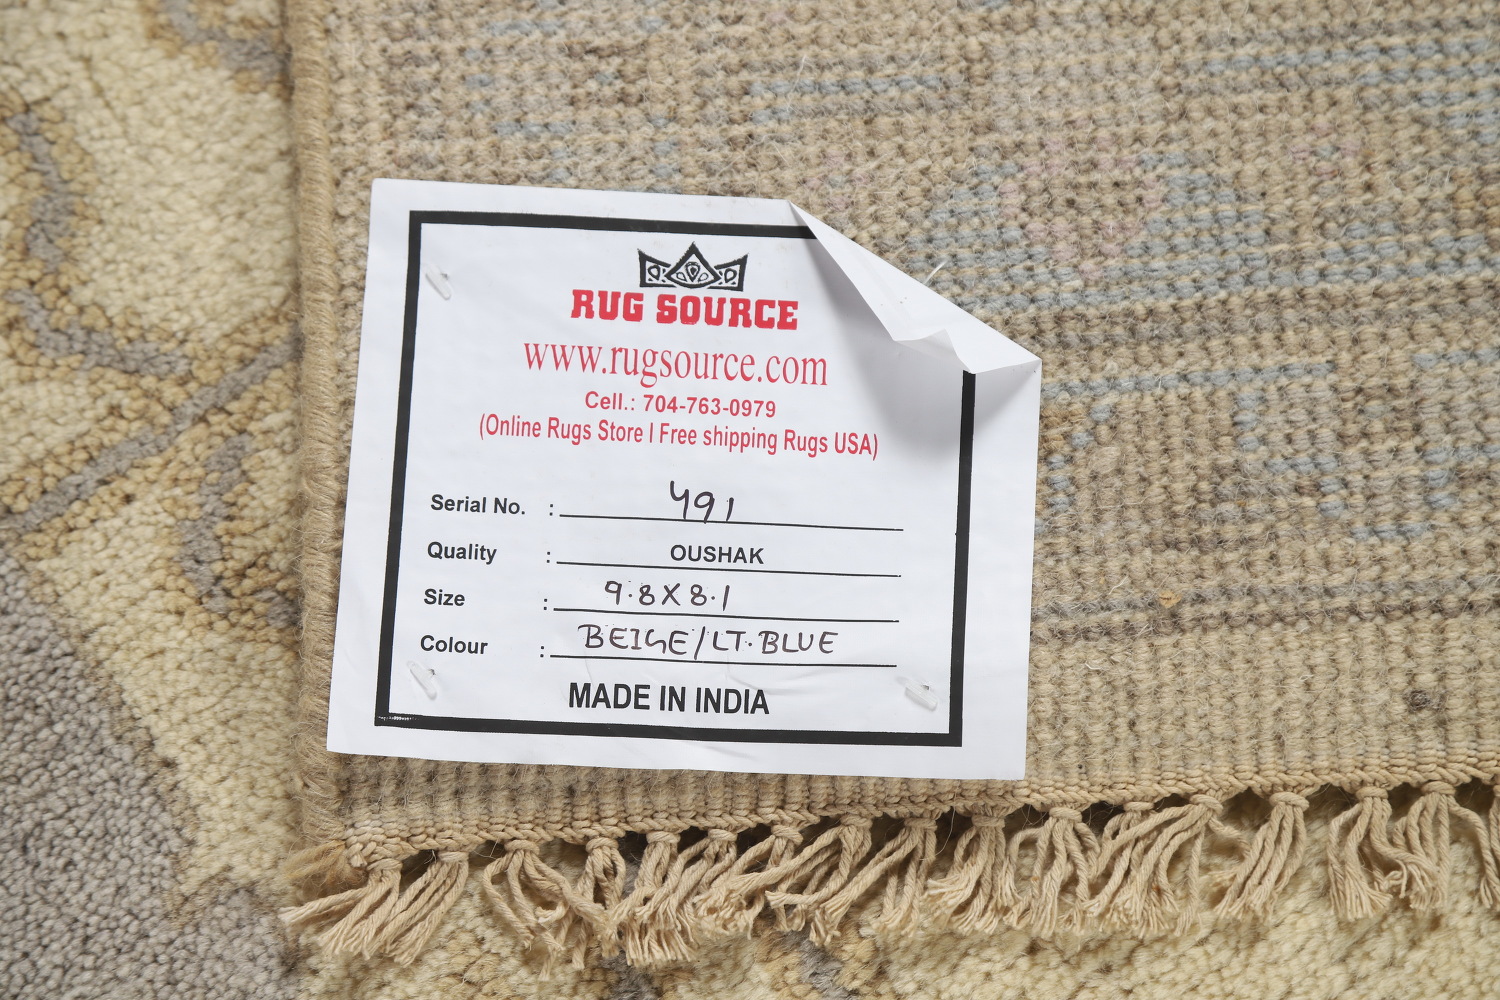 RUG SOURCE
www.rugsource.com
Cell.: 704-763-0979
(Online Rugs Store | Free shipping Rugs USA)
Serial No. : 491
Quality : OUSHAK
Size : 9.8X8.1
Colour : BEIGE/LT.BLUE
MADE IN INDIA